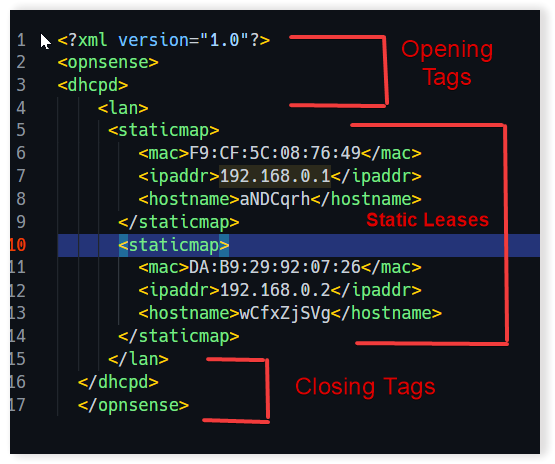 1 <?xml version="1.0"?>
2 <opnsense>
3 <dhcpd>
4 <lan>
5 <staticmap>
6 <mac>F9:CF:5C:08:76:49</mac>
7 <ipaddr>192.168.0.1</ipaddr>
8 <hostname>aNDCqrh</hostname>
9 </staticmap>
10 <staticmap>
11 <mac>DA:B9:29:92:07:26</mac>
12 <ipaddr>192.168.0.2</ipaddr>
13 <hostname>wCfxZjSVg</hostname>
14 </staticmap>
15 </lan>
16 </dhcpd>
17 </opnsense>
Opening
Tags
Static Leases
Closing Tags